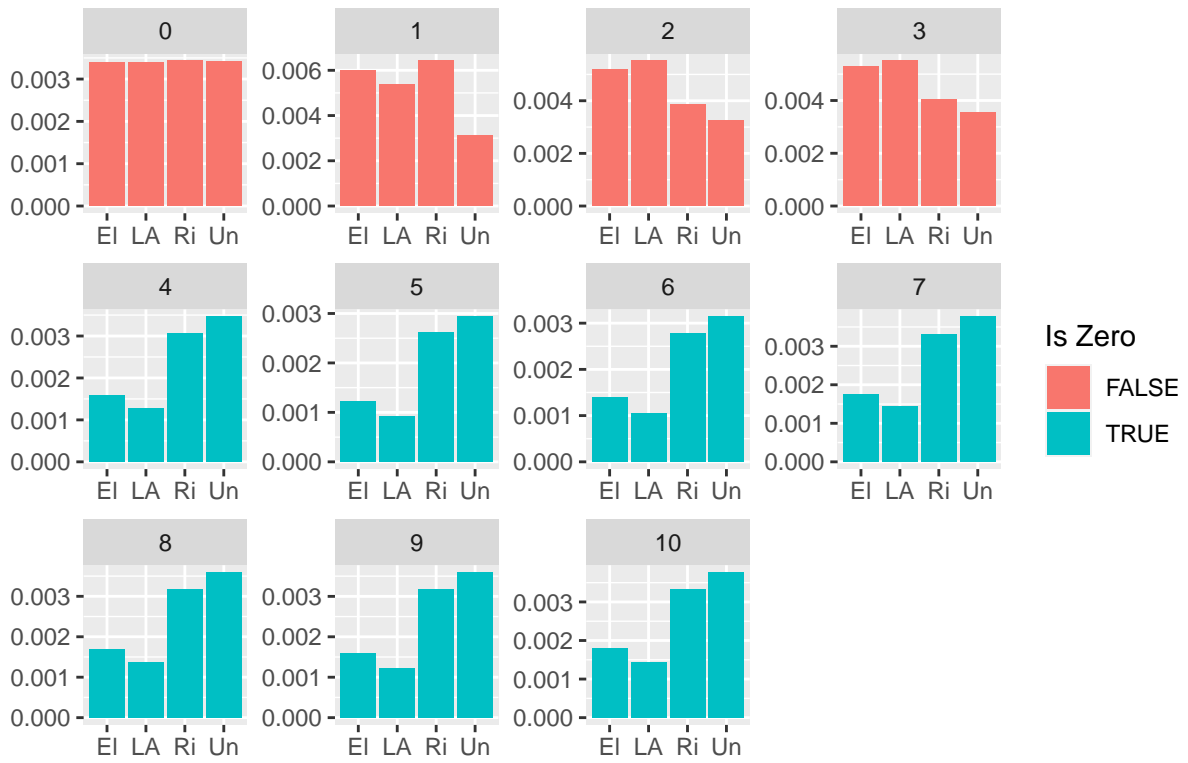 0 1 2 3
0.003 0.006
0.002 0.004 0.004 0.004
0.001 0.002 0.002 0.002
0.000 0.000 0.000 0.000
El LA Ri Un El LA Ri Un El LA Ri Un El LA Ri Un
4 5 6 7
0.003 0.003 0.003 0.003
0.002 0.002 0.002 0.002
0.001 0.001 0.001 0.001
0.000 0.000 0.000 0.000
El LA Ri Un El LA Ri Un El LA Ri Un El LA Ri Un
8 9 10
0.003 0.003 0.003
0.002 0.002 0.002
0.001 0.001 0.001
0.000 0.000 0.000
El LA Ri Un El LA Ri Un El LA Ri Un
Is Zero
FALSE
TRUE